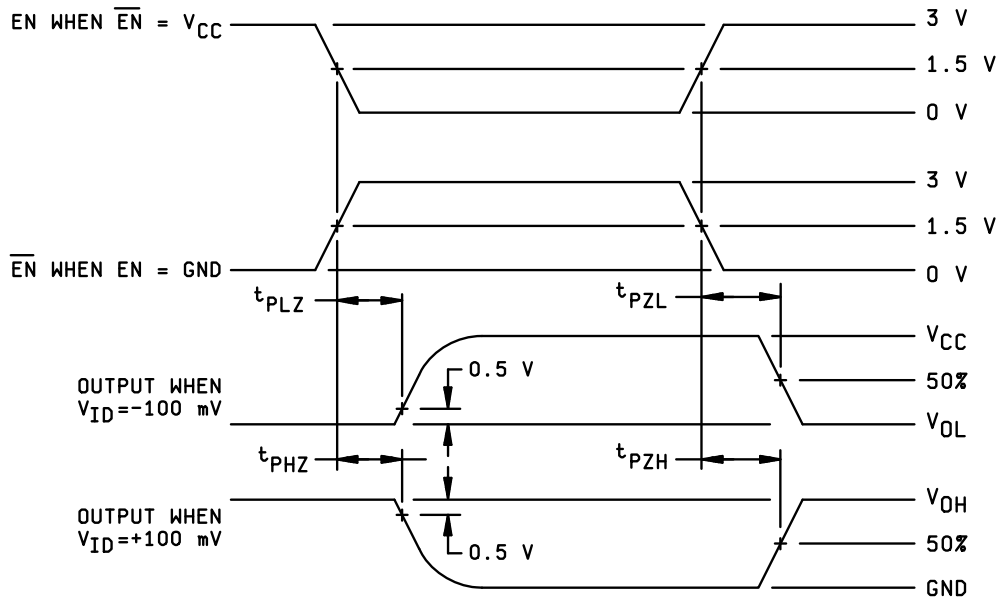 EN WHEN E̅N̅ = VCC
3 V
1.5 V
0 V
3 V
1.5 V
E̅N̅ WHEN EN = GND
0 V
tPLZ
tPZL
VCC
0.5 V
50%
OUTPUT WHEN
VID=-100 mV
VOL
tPHZ
tPZH
VOH
OUTPUT WHEN
VID=+100 mV
0.5 V
50%
GND